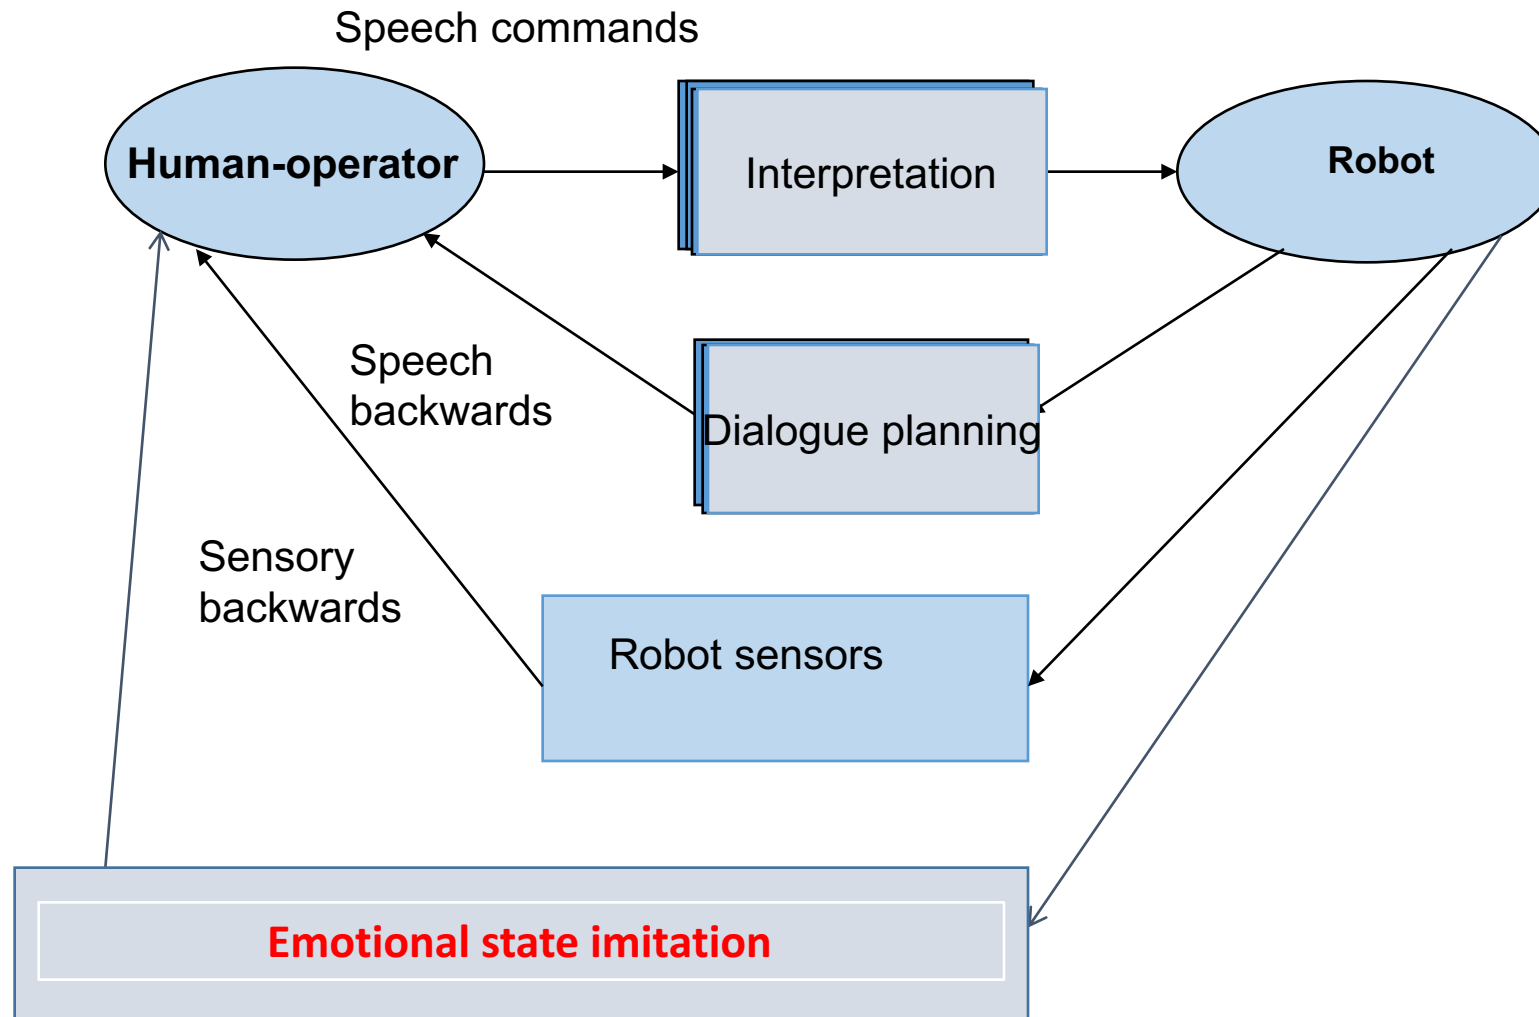 Speech commands
Human-operator
Interpretation
Robot
Speech
backwards
Dialogue planning
Sensory
backwards
Robot sensors
Emotional state imitation